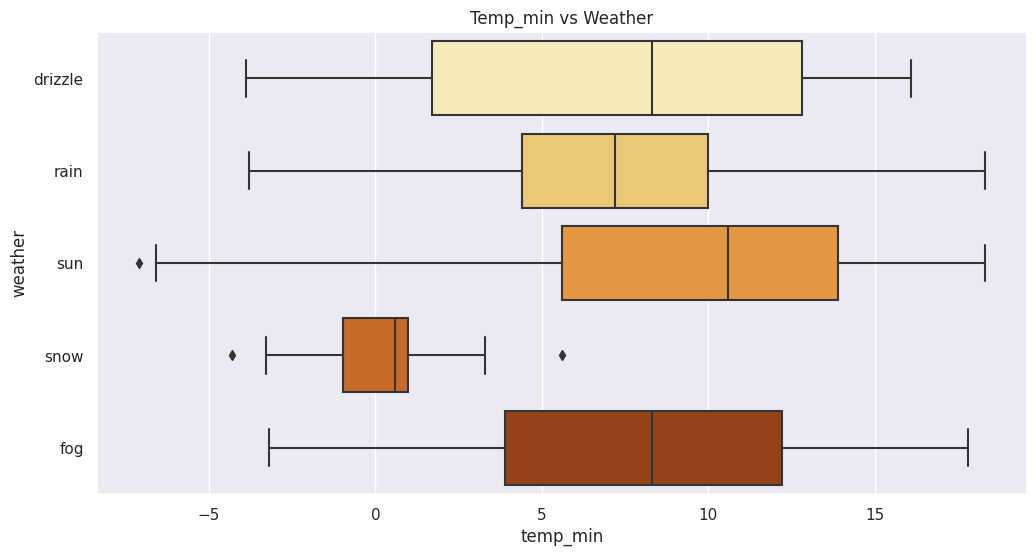 Temp_min vs Weather
drizzle
rain
sun
snow
fog
weather
−5 0 5 10 15
temp_min